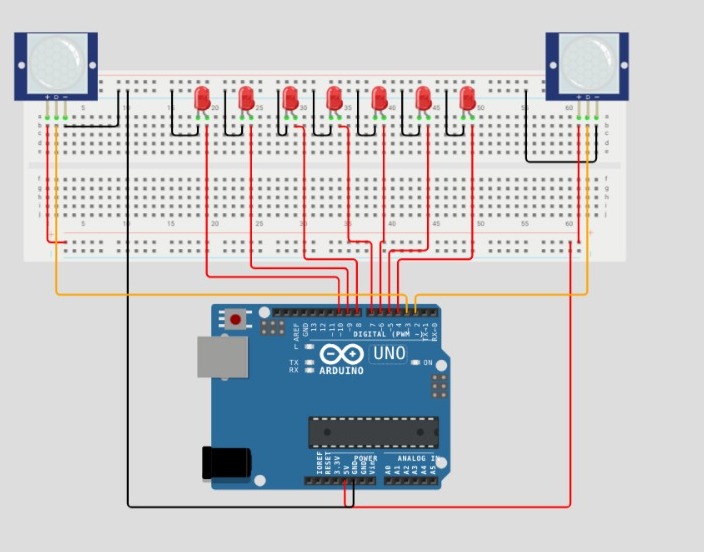 + D -
+ D -
5 10 15 20 25 30 35 40 45 50 55 60
a
b
c
d
e
a
b
c
d
e
f
g
h
i
j
f
g
h
i
j
5 10 15 20 25 30 35 40 45 50 55 60
AREF
GND
13
12
~11
~10
~9
8
7
~6
~5
4
~3
2
TX→1
RX←0
DIGITAL (PWM ~)
L
TX
RX
UNO
ON
ARDUINO
IOREF
RESET
3.3V
5V
GND
GND
Vin
POWER
ANALOG IN
A0
A1
A2
A3
A4
A5